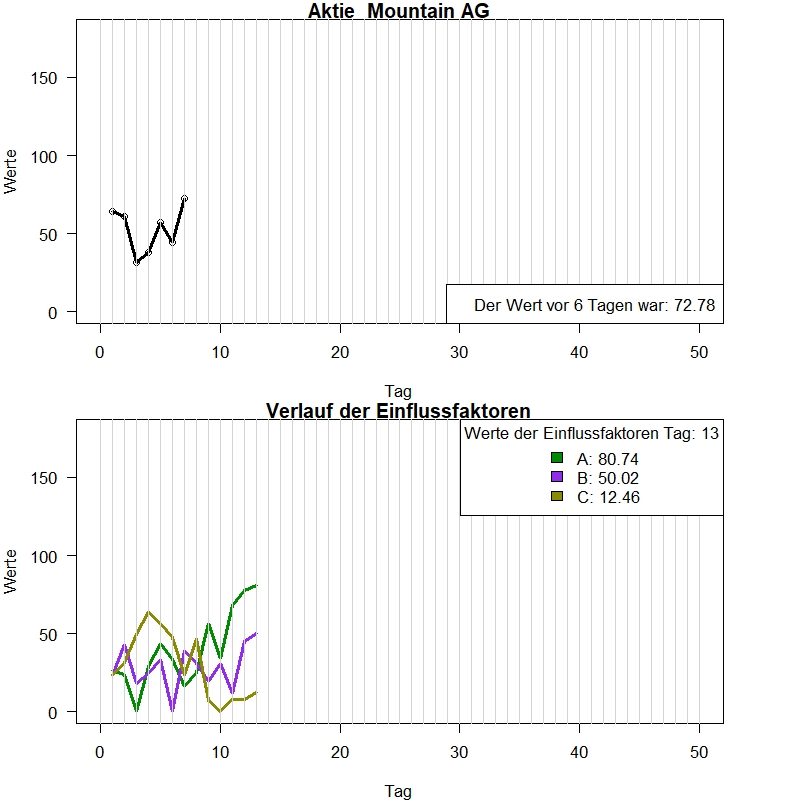 Aktie  Mountain AG
Werte
150
100
50
0
Der Wert vor 6 Tagen war: 72.78
0 10 20 30 40 50
Tag
Verlauf der Einflussfaktoren
Werte
150
100
50
0
Werte der Einflussfaktoren Tag: 13
A: 80.74
B: 50.02
C: 12.46
0 10 20 30 40 50
Tag